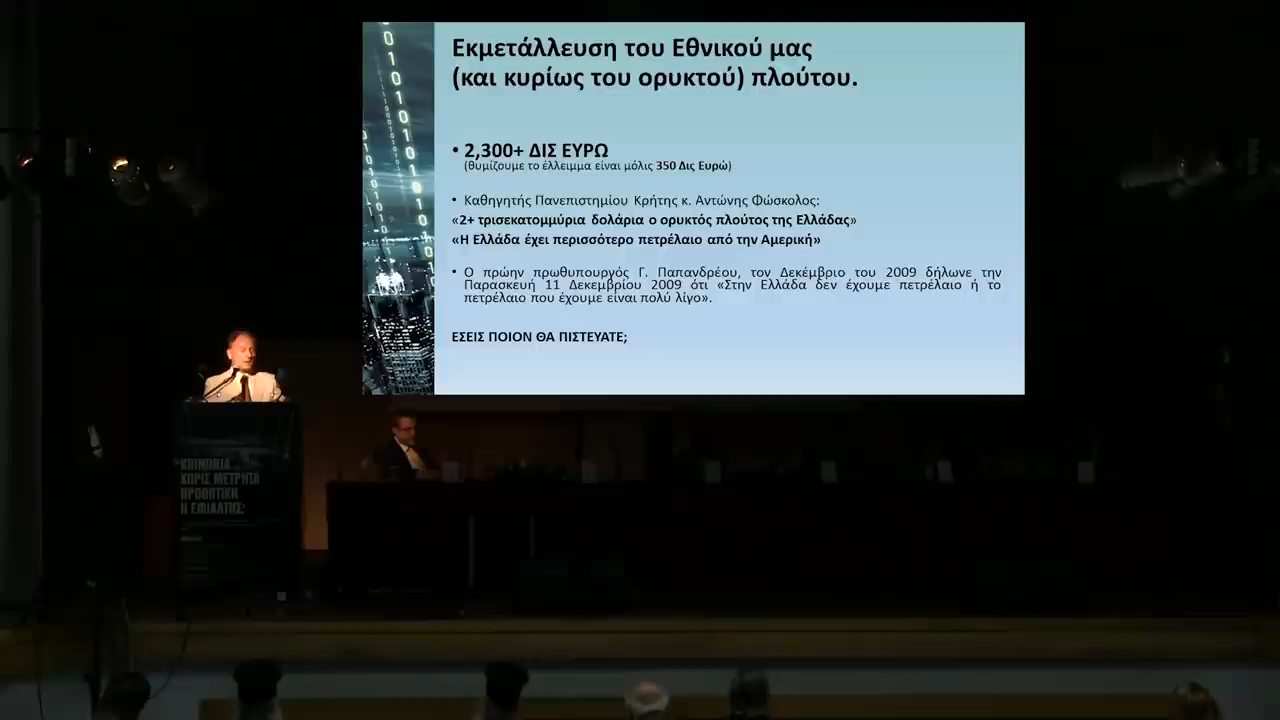 Εκμετάλλευση του Εθνικού μας
(και κυρίως του ορυκτού) πλούτου.
• 2,300+ ΔΙΣ ΕΥΡΩ
(θυμίζουμε το έλλειμμα είναι μόλις 350 Δις Ευρώ)
• Καθηγητής Πανεπιστημίου Κρήτης κ. Αντώνης Φώσκολος:
«2+ τρισεκατομμύρια δολάρια ο ορυκτός πλούτος της Ελλάδας»
«Η Ελλάδα έχει περισσότερο πετρέλαιο από την Αμερική»
• Ο πρώην πρωθυπουργός Γ. Παπανδρέου, τον Δεκέμβριο του 2009 δήλωνε την
Παρασκευή 11 Δεκεμβρίου 2009 ότι «Στην Ελλάδα δεν έχουμε πετρέλαιο ή το
πετρέλαιο που έχουμε είναι πολύ λίγο».
ΕΣΕΙΣ ΠΟΙΟΝ ΘΑ ΠΙΣΤΕΥΑΤΕ;
ΚΟΙΝΩΝΙΑ
ΧΩΡΙΣ ΜΕΤΡΗΤΑ
ΠΡΟΟΠΤΙΚΗ
Η ΕΦΙΑΛΤΗΣ;